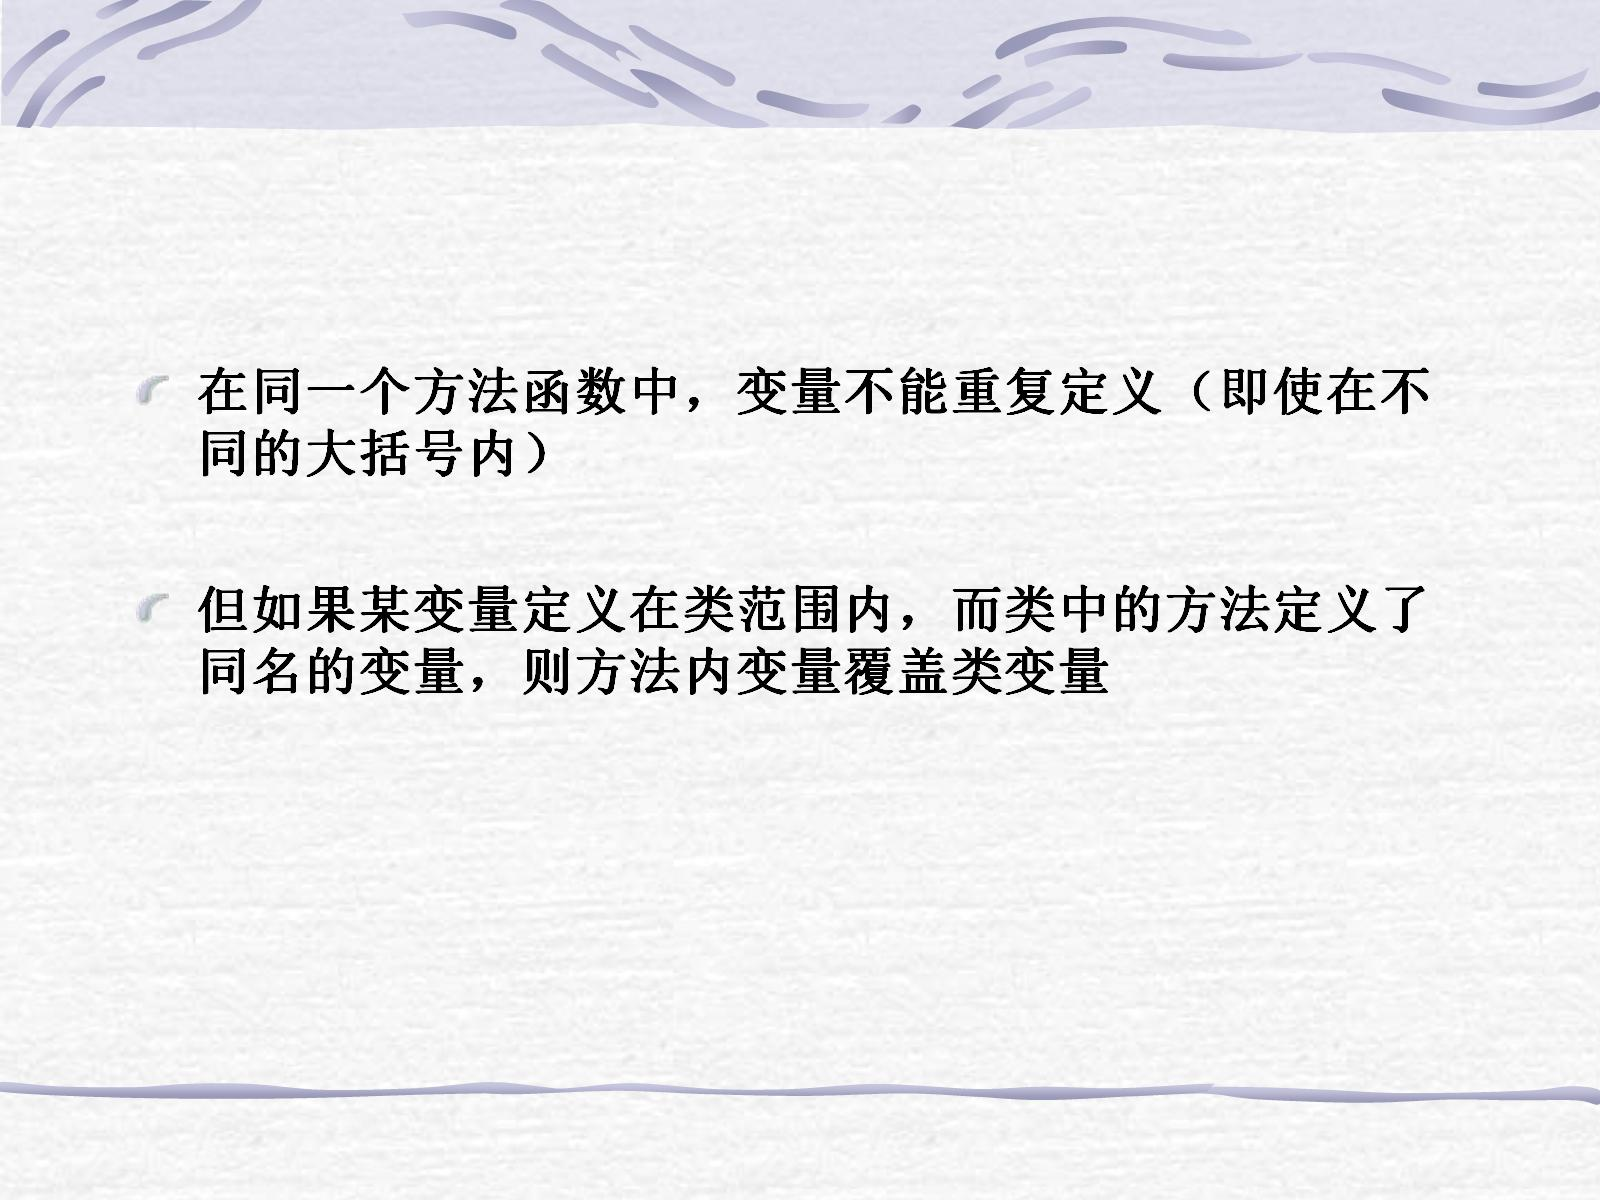 在同一个方法函数中，变量不能重复定义（即使在不
同的大括号内）
但如果某变量定义在类范围内，而类中的方法定义了
同名的变量，则方法内变量覆盖类变量